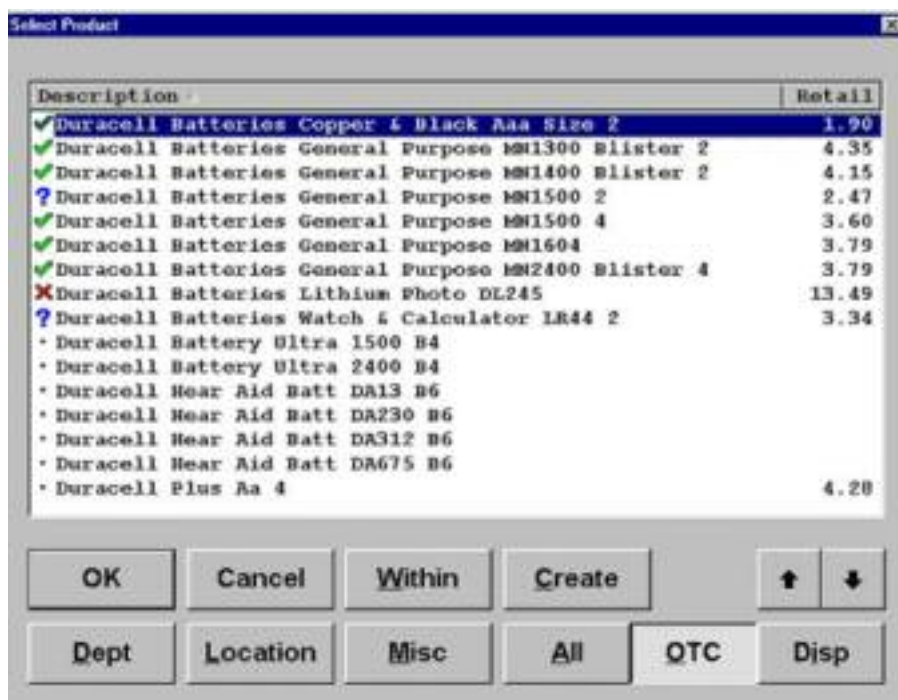 Select Product
Description Retail
Duracell Batteries Copper & Black Aaa Size 2 1.90
Duracell Batteries General Purpose MN1300 Blister 2 4.35
Duracell Batteries General Purpose MN1400 Blister 2 4.15
? Duracell Batteries General Purpose MN1500 2 2.47
Duracell Batteries General Purpose MN1500 4 3.60
Duracell Batteries General Purpose MN1604 3.79
Duracell Batteries General Purpose MN2400 Blister 4 3.79
Duracell Batteries Lithium Photo DL245 13.49
? Duracell Batteries Watch & Calculator LR44 2 3.34
Duracell Battery Ultra 1500 B4
Duracell Battery Ultra 2400 B4
Duracell Hear Aid Batt DA13 B6
Duracell Hear Aid Batt DA230 B6
Duracell Hear Aid Batt DA312 B6
Duracell Hear Aid Batt DA675 B6
Duracell Plus Aa 4 4.20
OK Cancel Within Create
Dept Location Misc All OTC Disp